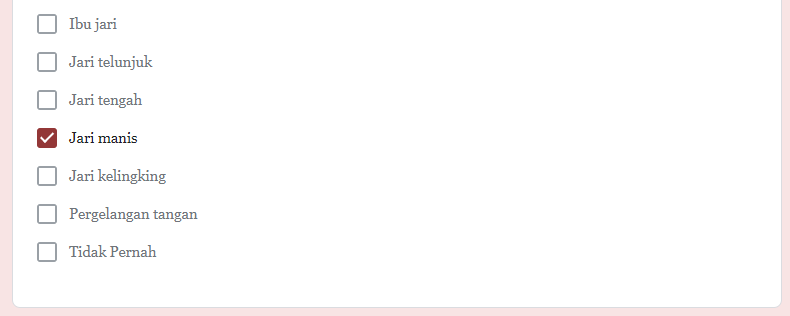 Ibu jari
Jari telunjuk
Jari tengah
Jari manis
Jari kelingking
Pergelangan tangan
Tidak Pernah